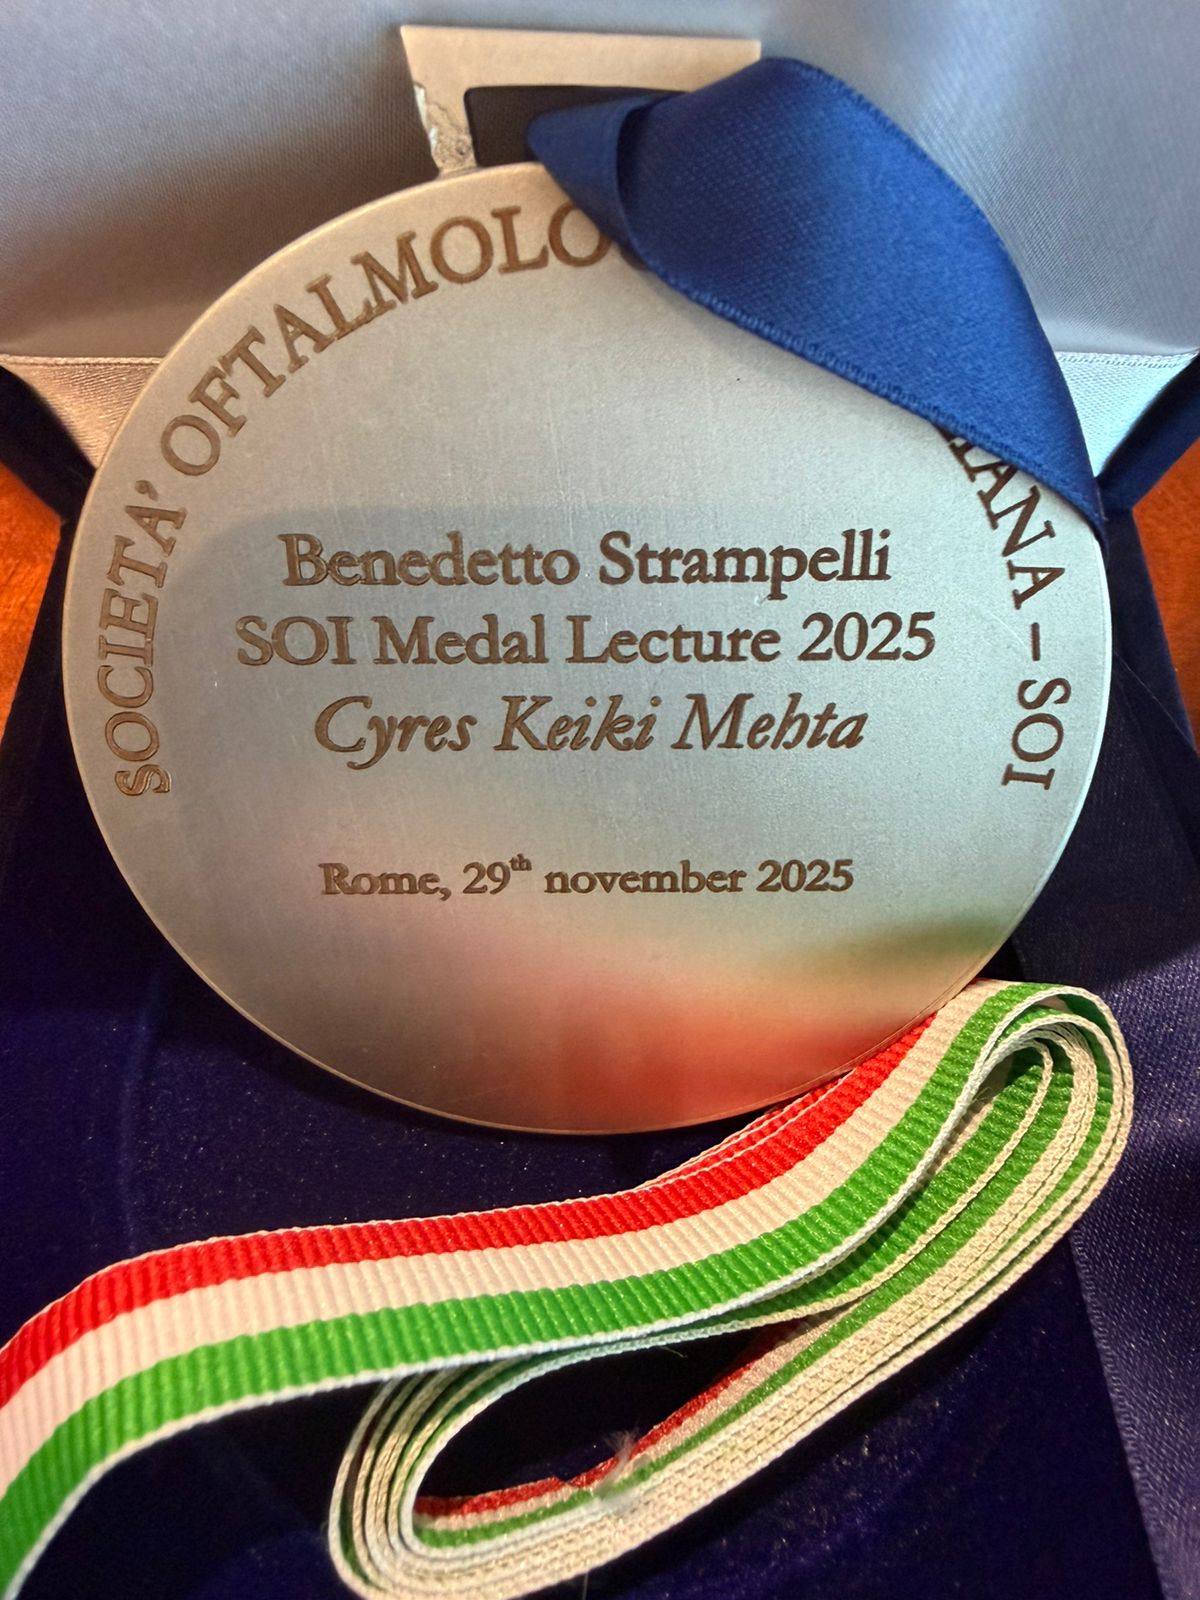 SOCIETA' OFTALMOLO IANA - SOI
Benedetto Strampelli
SOI Medal Lecture 2025
Cyres Keiki Mehta
Rome, 29th november 2025